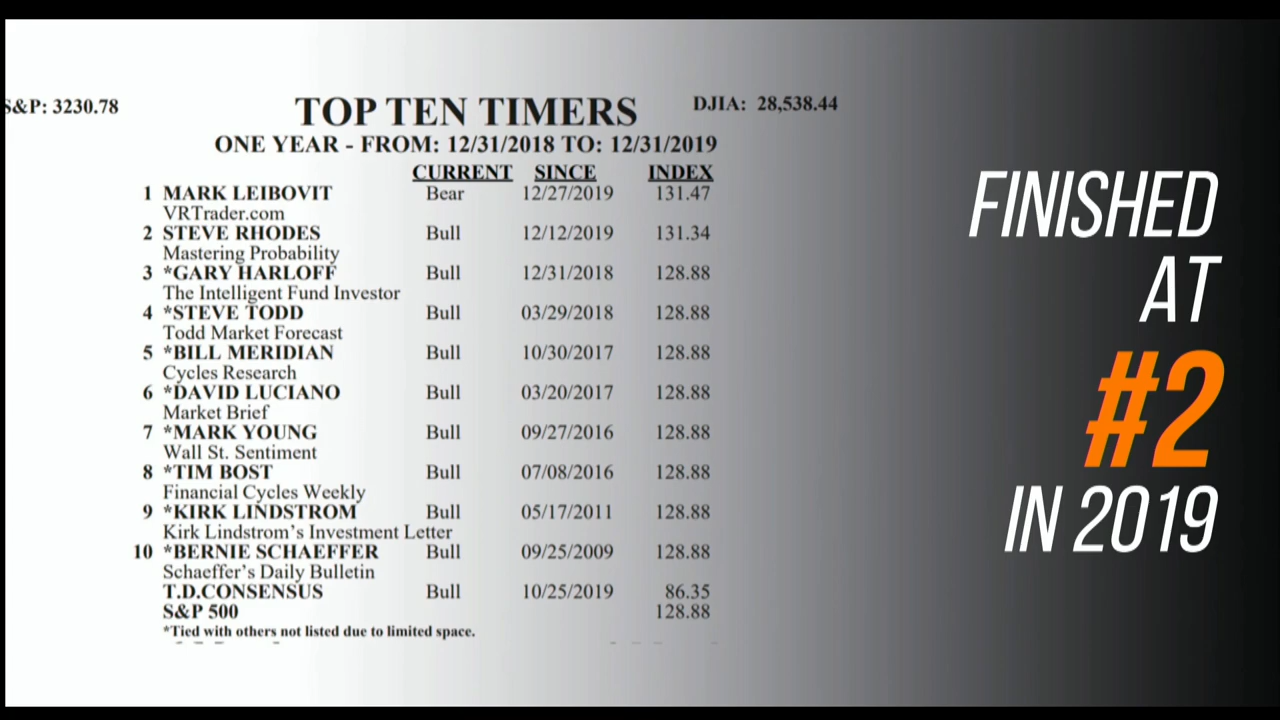 S&P: 3230.78
TOP TEN TIMERS
DJIA: 28,538.44
ONE YEAR - FROM: 12/31/2018 TO: 12/31/2019
CURRENT SINCE INDEX
1 MARK LEIBOVIT Bear 12/27/2019 131.47
VRTrader.com
2 STEVE RHODES Bull 12/12/2019 131.34
Mastering Probability
3 *GARY HARLOFF Bull 12/31/2018 128.88
The Intelligent Fund Investor
4 *STEVE TODD Bull 03/29/2018 128.88
Todd Market Forecast
5 *BILL MERIDIAN Bull 10/30/2017 128.88
Cycles Research
6 *DAVID LUCIANO Bull 03/20/2017 128.88
Market Brief
7 *MARK YOUNG Bull 09/27/2016 128.88
Wall St. Sentiment
8 *TIM BOST Bull 07/08/2016 128.88
Financial Cycles Weekly
9 *KIRK LINDSTROM Bull 05/17/2011 128.88
Kirk Lindstrom's Investment Letter
10 *BERNIE SCHAEFFER Bull 09/25/2009 128.88
Schaeffer's Daily Bulletin
T.D.CONSENSUS Bull 10/25/2019 86.35
S&P 500 128.88
*Tied with others not listed due to limited space.
FINISHED
AT
#2
IN 2019